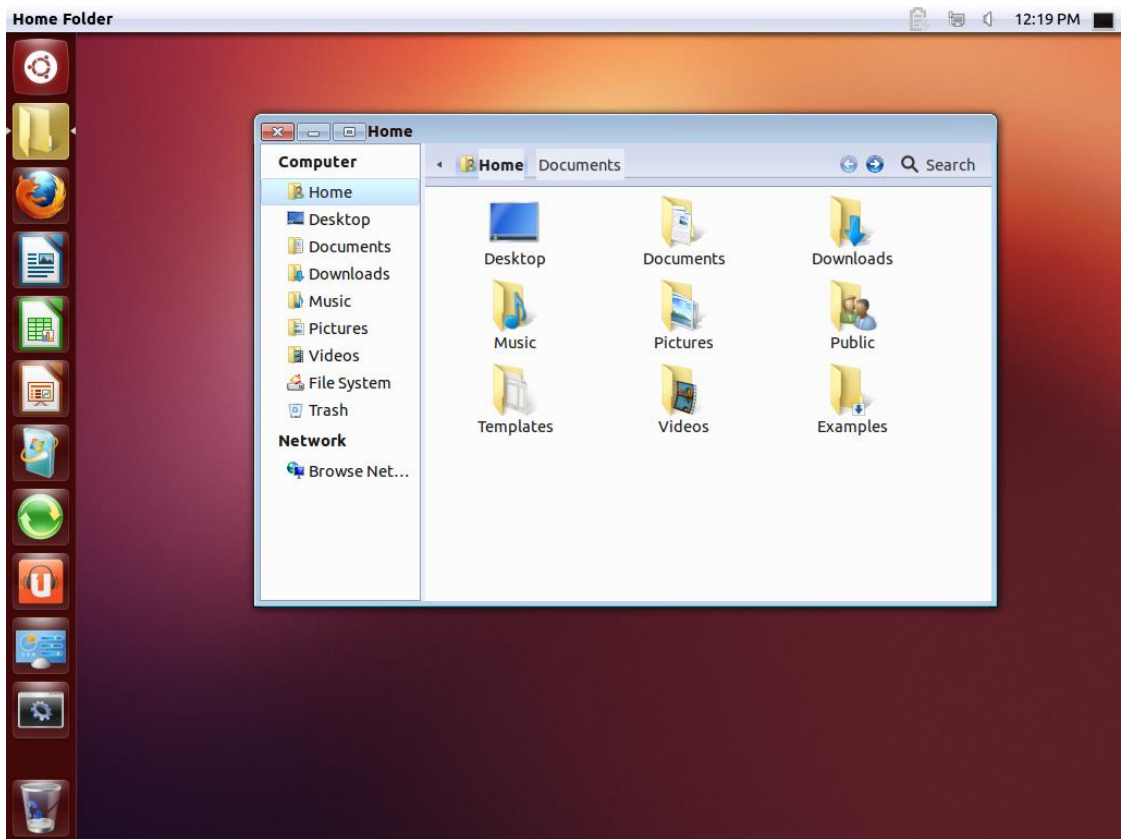 Home Folder
12:19 PM
Home
Computer
Home
Desktop
Documents
Downloads
Music
Pictures
Videos
File System
Trash
Network
Browse Net...
Home Documents Search
Desktop Documents Downloads
Music Pictures Public
Templates Videos Examples